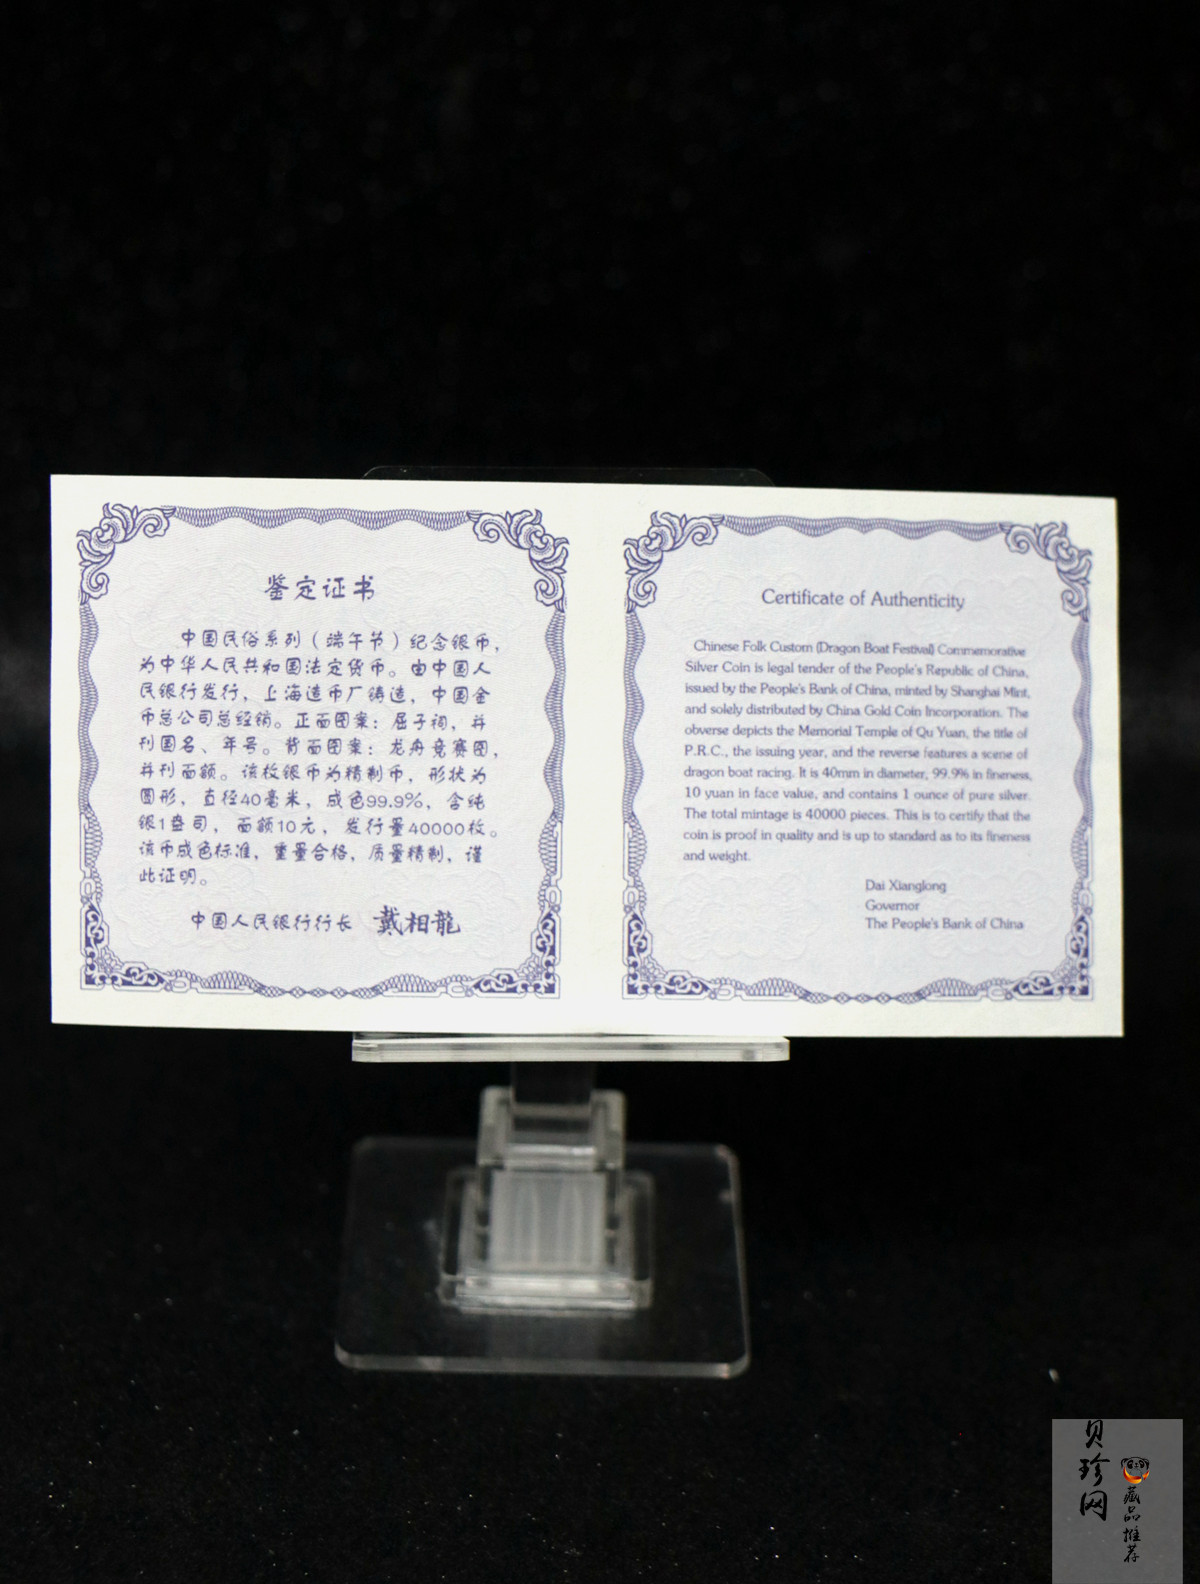 鉴定证书
中国民俗系列（端午节）纪念银币，
为中华人民共和国法定货币。由中国人
民银行发行，上海造币厂铸造，中国金
币总公司总经销。正面图案：屈子祠，并
刊国名、年号。背面图案：龙舟竞赛图，
并刊面额。该枚银币为精制币，形状为
圆形，直径40毫米，成色99.9%，含纯
银1盎司，面额10元，发行量40000枚。
该币成色标准，重量合格，质量精制，谨
此证明。
中国人民银行行长 戴相龍
Certificate of Authenticity
Chinese Folk Custom (Dragon Boat Festival) Commemorative
Silver Coin is legal tender of the People's Republic of China,
issued by the People's Bank of China, minted by Shanghai Mint,
and solely distributed by China Gold Coin Incorporation. The
obverse depicts the Memorial Temple of Qu Yuan, the title of
P.R.C., the issuing year, and the reverse features a scene of
dragon boat racing. It is 40mm in diameter, 99.9% in fineness,
10 yuan in face value, and contains 1 ounce of pure silver.
The total mintage is 40000 pieces. This is to certify that the
coin is proof in quality and is up to standard as to its fineness
and weight.
Dai Xianglong
Governor
The People's Bank of China
贝珍网
藏品推荐